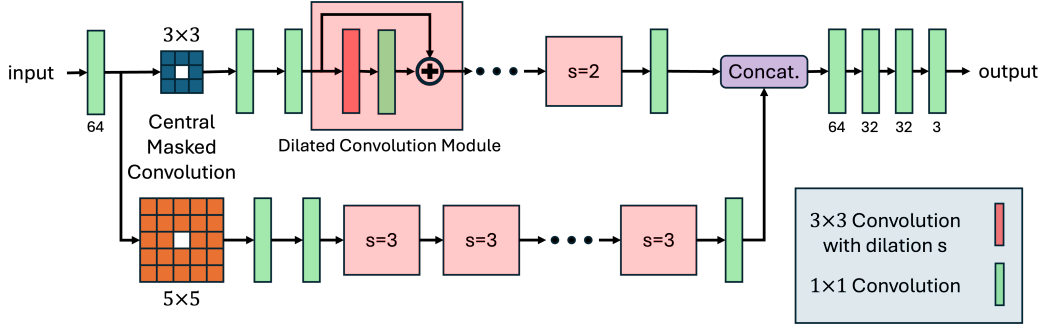 3×3
input
64
Central
Masked
Convolution
Dilated Convolution Module
s=2
Concat.
64
32
32
3
output
5×5
s=3
s=3
s=3
3×3 Convolution
with dilation s
1×1 Convolution